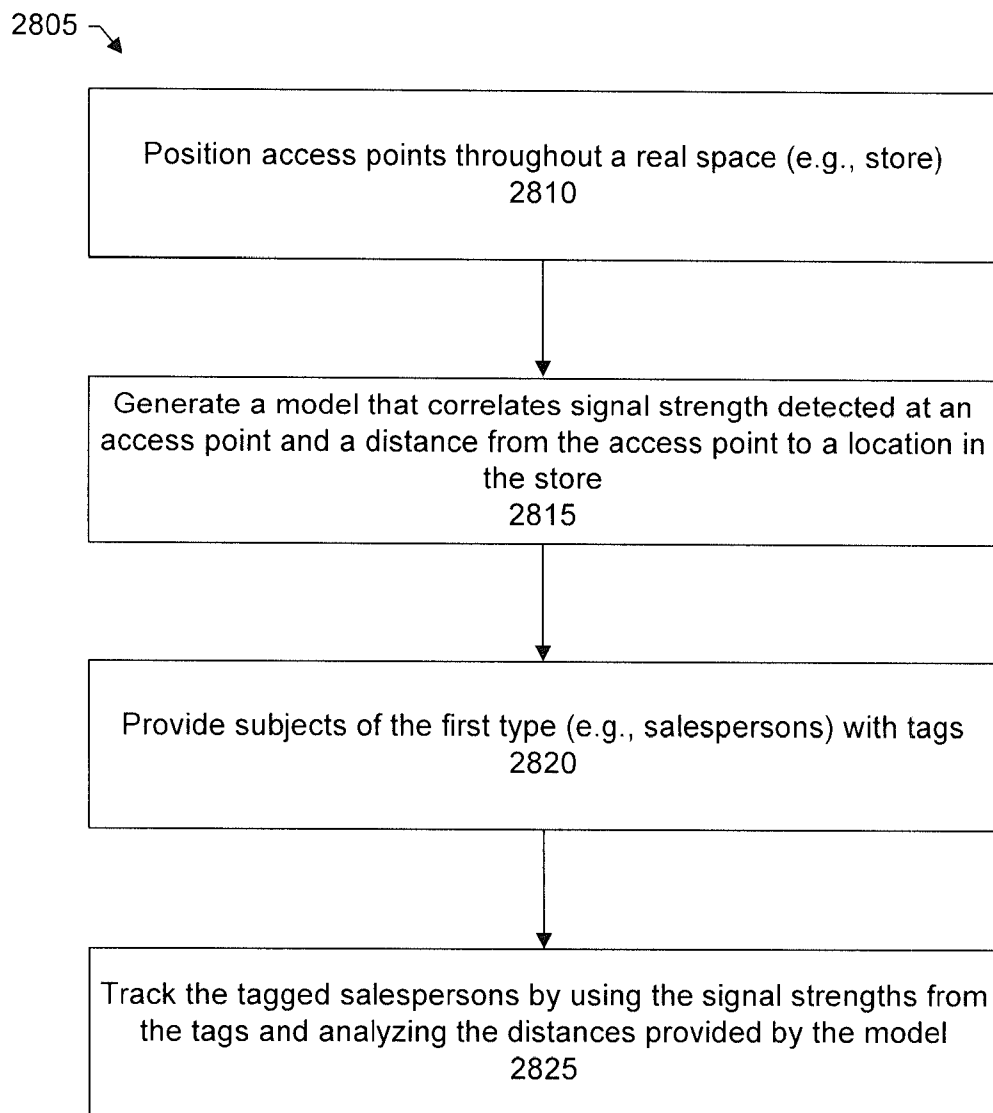 2805
Position access points throughout a real space (e.g., store)
2810
Generate a model that correlates signal strength detected at an
access point and a distance from the access point to a location in
the store
2815
Provide subjects of the first type (e.g., salespersons) with tags
2820
Track the tagged salespersons by using the signal strengths from
the tags and analyzing the distances provided by the model
2825